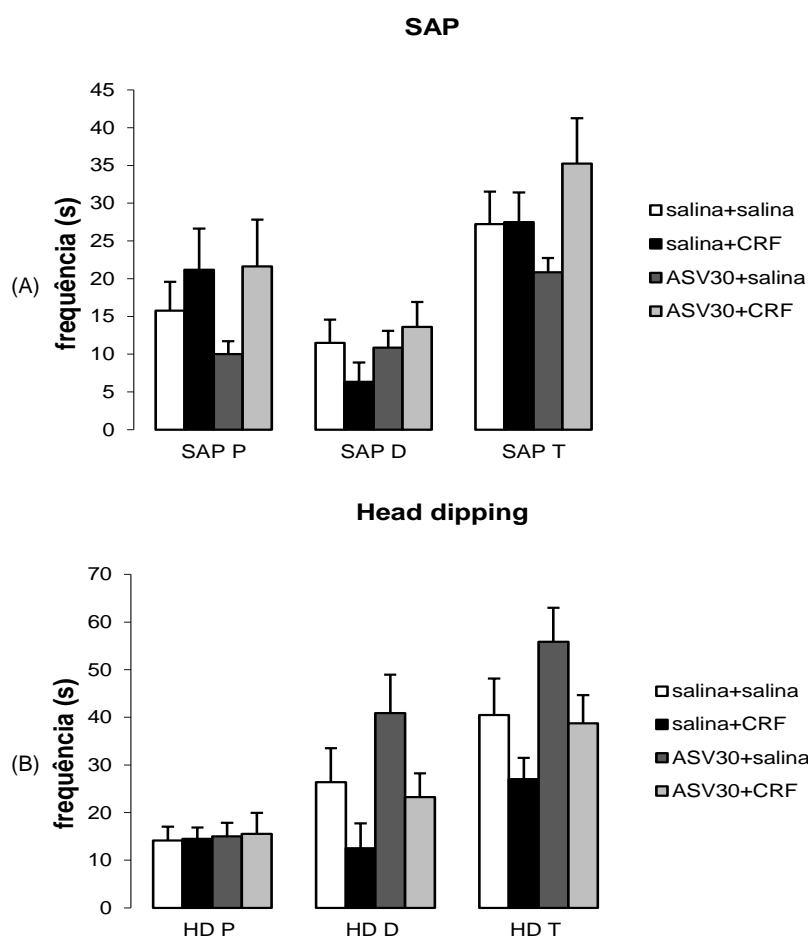 SAP
(A)
frequência (s)
45
40
35
30
25
20
15
10
5
0
SAP P
SAP D
SAP T
salina+salina
salina+CRF
ASV30+salina
ASV30+CRF
Head dipping
(B)
frequência (s)
70
60
50
40
30
20
10
0
HD P
HD D
HD T
salina+salina
salina+CRF
ASV30+salina
ASV30+CRF